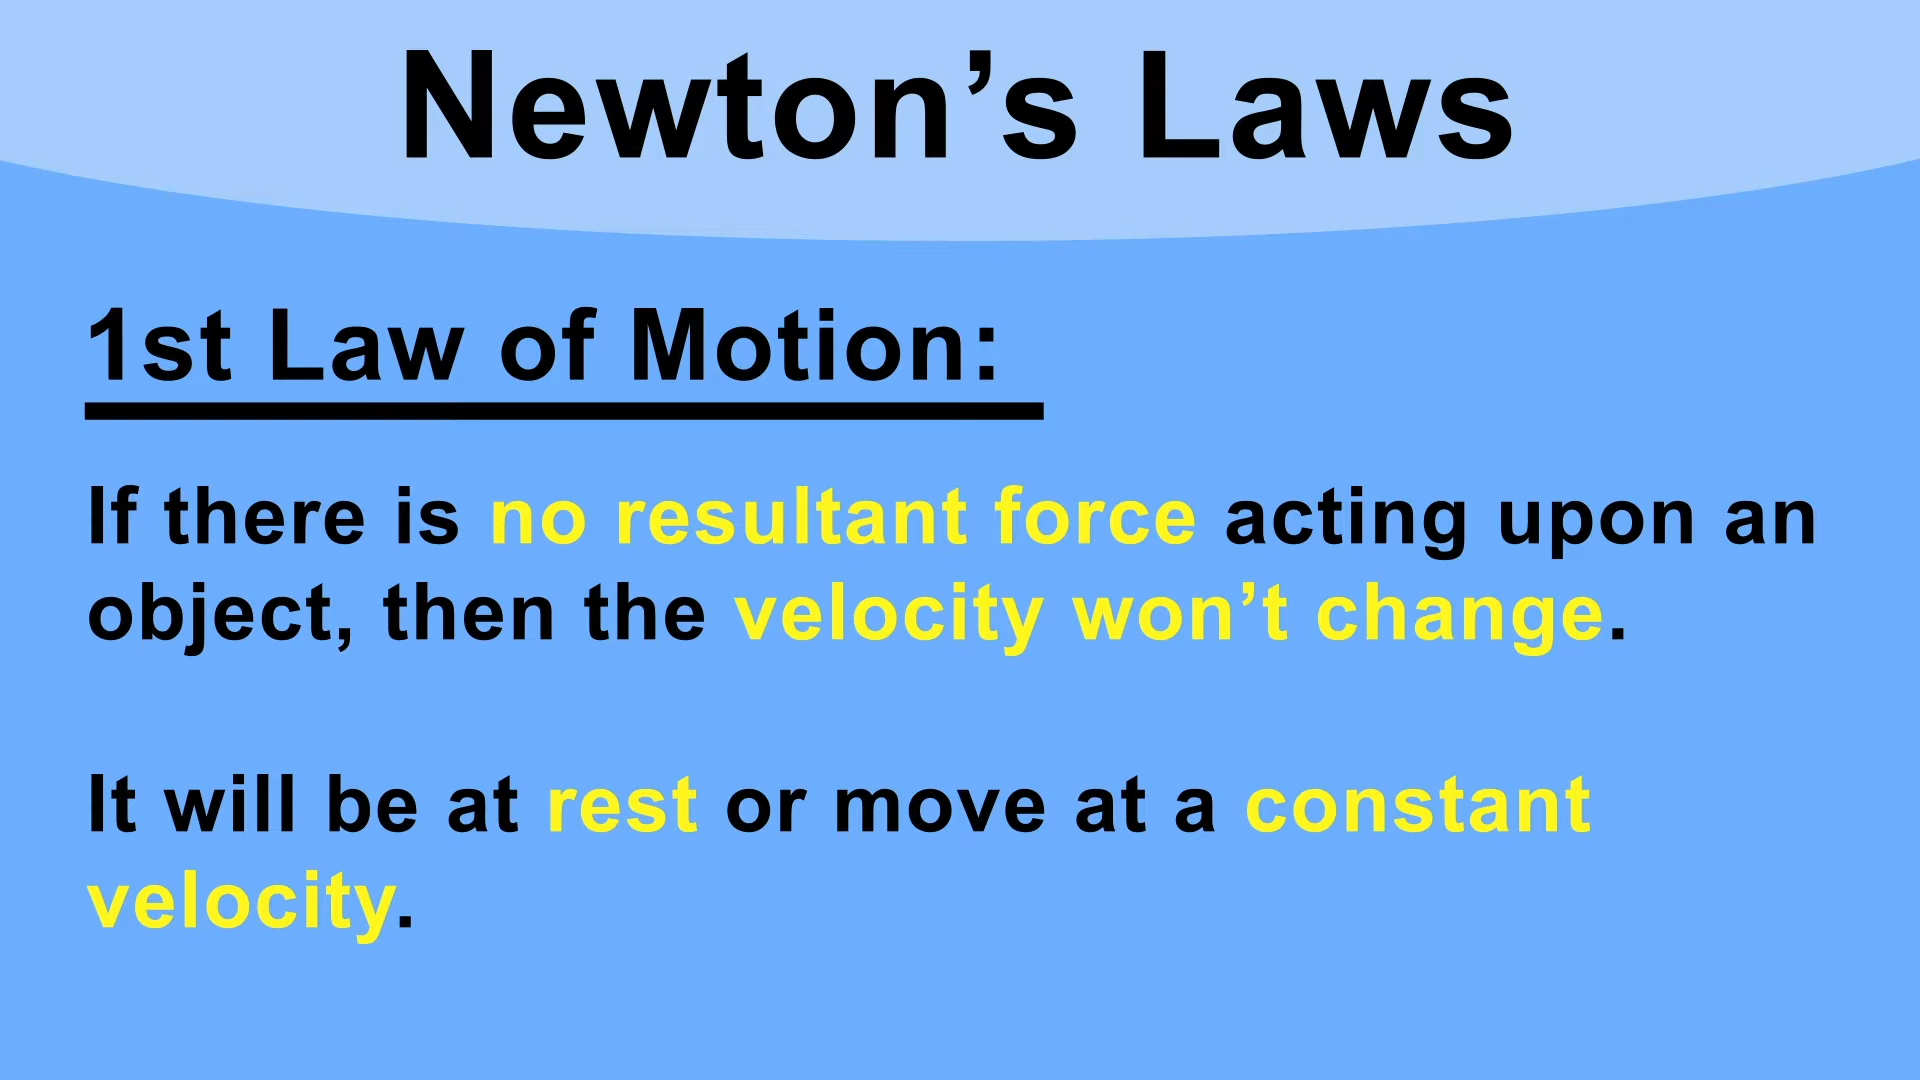 Newton’s Laws
1st Law of Motion:
If there is no resultant force acting upon an
object, then the velocity won’t change.
It will be at rest or move at a constant
velocity.